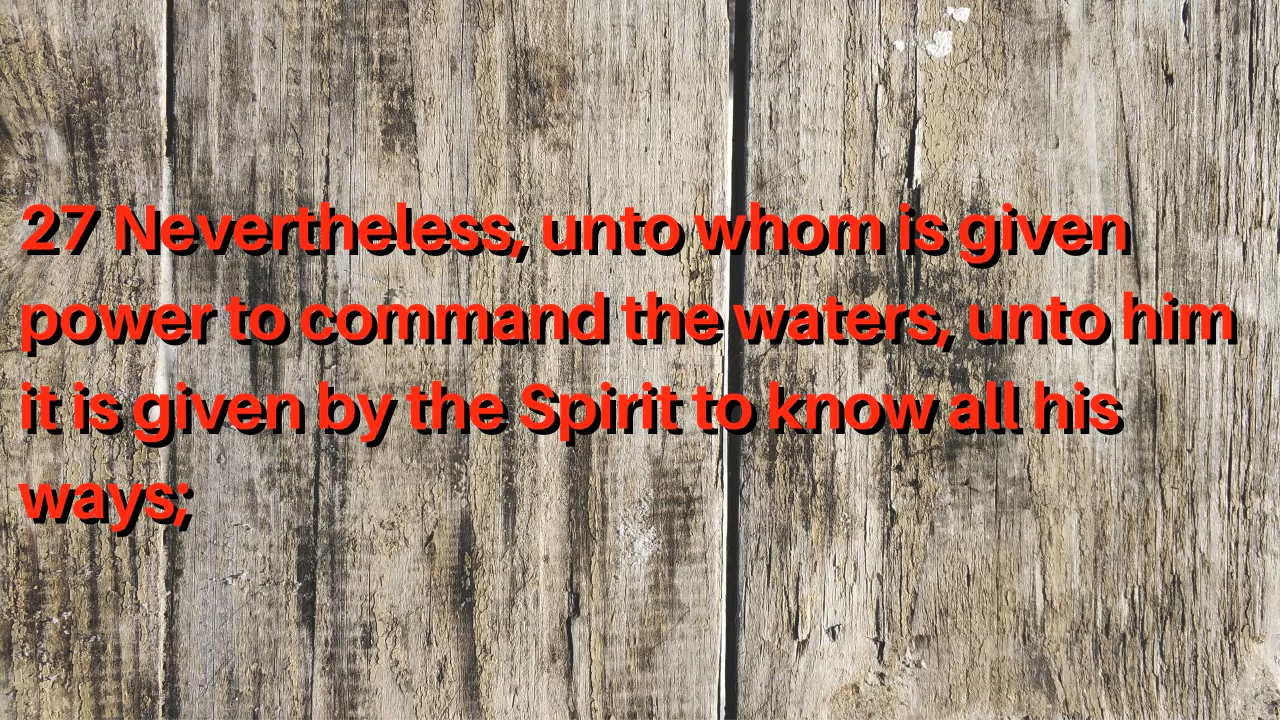 27 Nevertheless, unto whom is given
power to command the waters, unto him
it is given by the Spirit to know all his
ways;